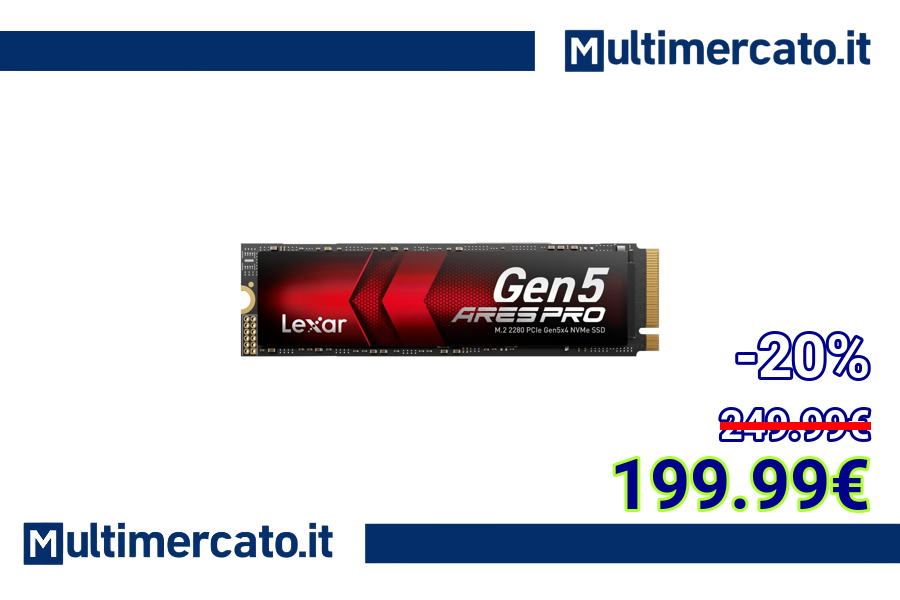 Multimercato.it
Gen5
ARES PRO
Lexar
M.2 2280 PCIe Gen5x4 NVMe SSD
-20%
249.99€
199.99€
Multimercato.it